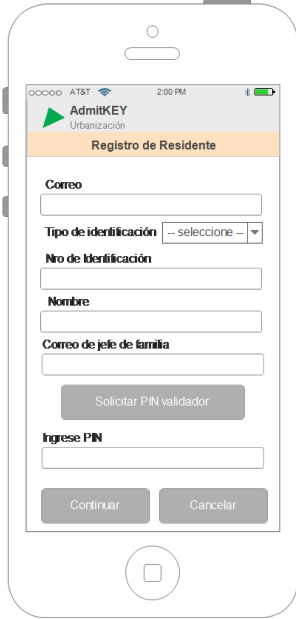 AT&T 2:00 PM
AdmitKEY
Urbanización
Registro de Residente
Correo
Tipo de identificación -- seleccione --
Nro de Identificación
Nombre
Correo de jefe de familia
Solicitar PIN validador
Ingrese PIN
Continuar Cancelar